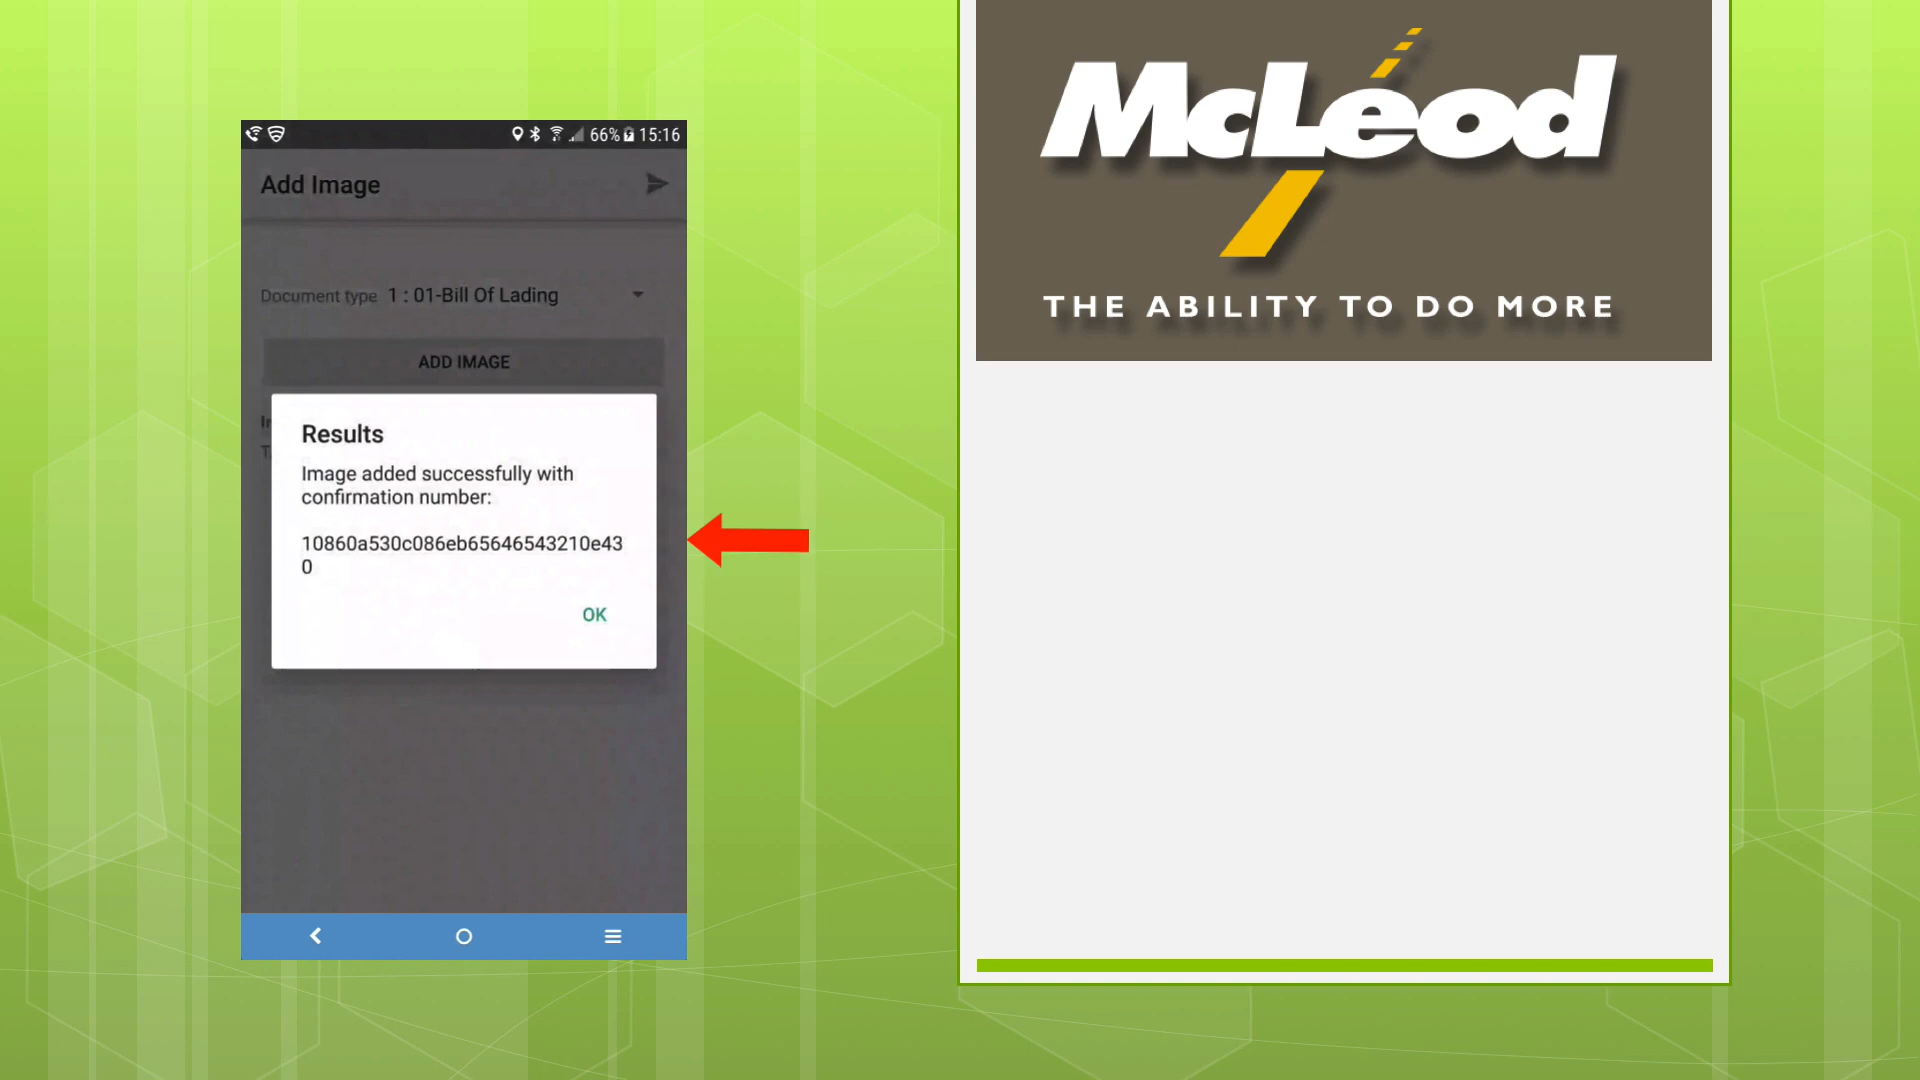 66% 15:16
Add Image
Document type 1 : 01-Bill Of Lading
ADD IMAGE
Results
Image added successfully with
confirmation number:
10860a530c086eb65646543210e43
0
OK
McLeod
THE ABILITY TO DO MORE